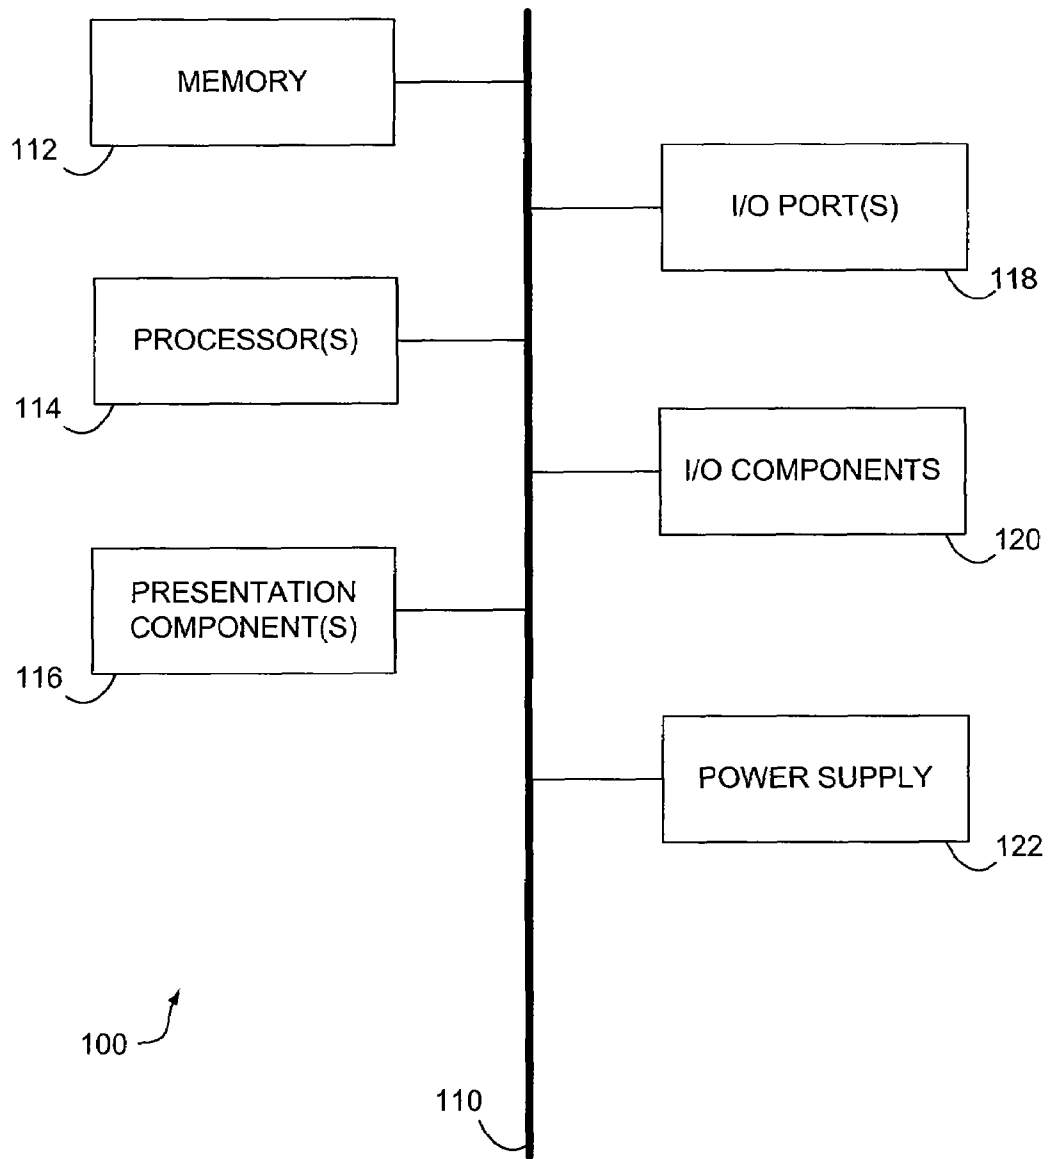 MEMORY
112
I/O PORT(S)
118
PROCESSOR(S)
114
I/O COMPONENTS
120
PRESENTATION
COMPONENT(S)
116
POWER SUPPLY
122
100
110